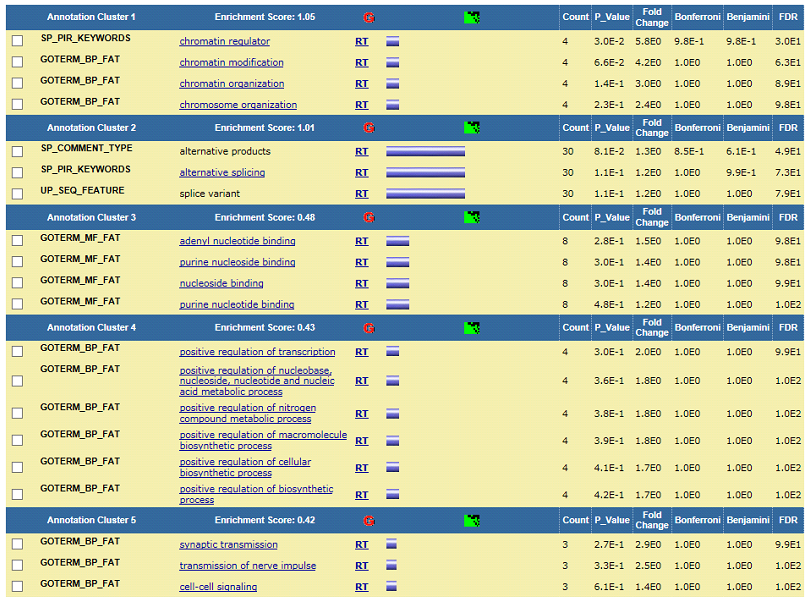 Annotation Cluster 1 Enrichment Score: 1.05 Count P_Value Fold Change Bonferroni Benjamini FDR
SP_PIR_KEYWORDS chromatin regulator RT 4 3.0E-2 5.8E0 9.8E-1 9.8E-1 3.0E1
GOTERM_BP_FAT chromatin modification RT 4 6.6E-2 4.2E0 1.0E0 1.0E0 6.3E1
GOTERM_BP_FAT chromatin organization RT 4 1.4E-1 3.0E0 1.0E0 1.0E0 8.9E1
GOTERM_BP_FAT chromosome organization RT 4 2.3E-1 2.4E0 1.0E0 1.0E0 9.8E1
Annotation Cluster 2 Enrichment Score: 1.01 Count P_Value Fold Change Bonferroni Benjamini FDR
SP_COMMENT_TYPE alternative products RT 30 8.1E-2 1.3E0 8.5E-1 6.1E-1 4.9E1
SP_PIR_KEYWORDS alternative splicing RT 30 1.1E-1 1.2E0 1.0E0 9.9E-1 7.3E1
UP_SEQ_FEATURE splice variant RT 30 1.1E-1 1.2E0 1.0E0 1.0E0 7.9E1
Annotation Cluster 3 Enrichment Score: 0.48 Count P_Value Fold Change Bonferroni Benjamini FDR
GOTERM_MF_FAT adenyl nucleotide binding RT 8 2.8E-1 1.5E0 1.0E0 1.0E0 9.8E1
GOTERM_MF_FAT purine nucleoside binding RT 8 3.0E-1 1.4E0 1.0E0 1.0E0 9.8E1
GOTERM_MF_FAT nucleoside binding RT 8 3.0E-1 1.4E0 1.0E0 1.0E0 9.9E1
GOTERM_MF_FAT purine nucleotide binding RT 8 4.8E-1 1.2E0 1.0E0 1.0E0 1.0E2
Annotation Cluster 4 Enrichment Score: 0.43 Count P_Value Fold Change Bonferroni Benjamini FDR
GOTERM_BP_FAT positive regulation of transcription RT 4 3.0E-1 2.0E0 1.0E0 1.0E0 9.9E1
GOTERM_BP_FAT positive regulation of nucleobase,
nucleoside, nucleotide and nucleic RT 4 3.6E-1 1.8E0 1.0E0 1.0E0 1.0E2
acid metabolic process
GOTERM_BP_FAT positive regulation of nitrogen
compound metabolic process RT 4 3.8E-1 1.8E0 1.0E0 1.0E0 1.0E2
GOTERM_BP_FAT positive regulation of macromolecule
biosynthetic process RT 4 3.9E-1 1.8E0 1.0E0 1.0E0 1.0E2
GOTERM_BP_FAT positive regulation of cellular
biosynthetic process RT 4 4.1E-1 1.7E0 1.0E0 1.0E0 1.0E2
GOTERM_BP_FAT positive regulation of biosynthetic
process RT 4 4.2E-1 1.7E0 1.0E0 1.0E0 1.0E2
Annotation Cluster 5 Enrichment Score: 0.42 Count P_Value Fold Change Bonferroni Benjamini FDR
GOTERM_BP_FAT synaptic transmission RT 3 2.7E-1 2.9E0 1.0E0 1.0E0 9.9E1
GOTERM_BP_FAT transmission of nerve impulse RT 3 3.3E-1 2.5E0 1.0E0 1.0E0 1.0E2
GOTERM_BP_FAT cell-cell signaling RT 3 6.1E-1 1.4E0 1.0E0 1.0E0 1.0E2